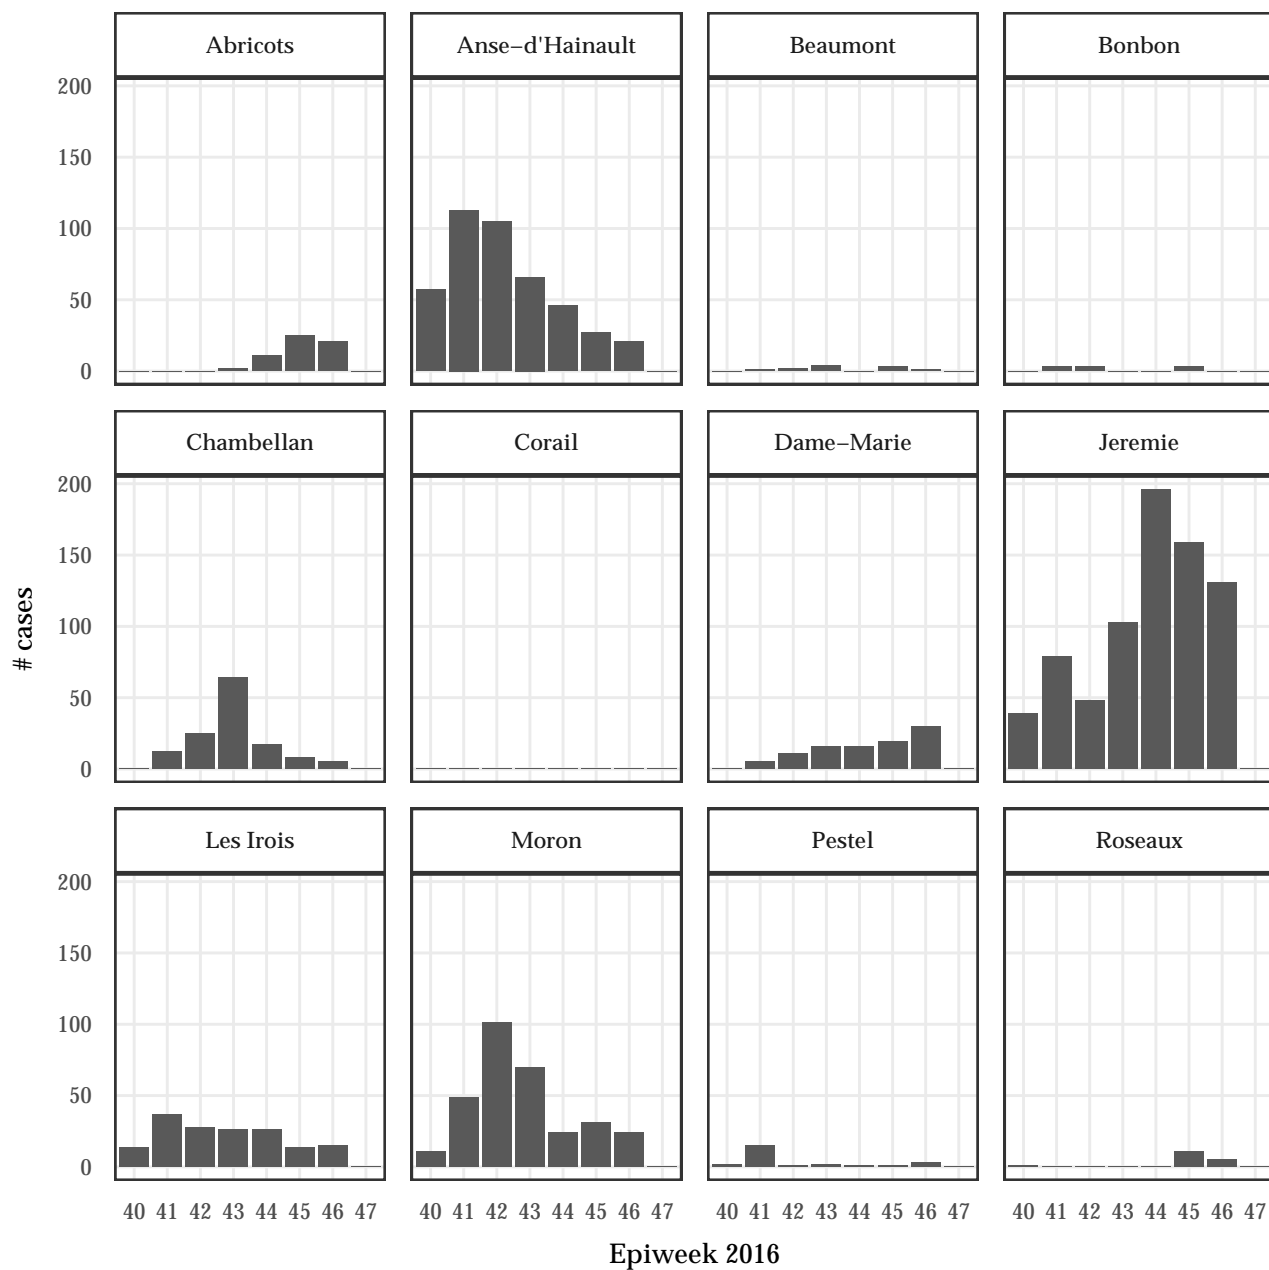 Abricots Anse–d'Hainault Beaumont Bonbon
200
150
100
50
0
Chambellan Corail Dame–Marie Jeremie
200
150
100
50
0
# cases
Les Irois Moron Pestel Roseaux
200
150
100
50
0
40 41 42 43 44 45 46 47 40 41 42 43 44 45 46 47 40 41 42 43 44 45 46 47 40 41 42 43 44 45 46 47
Epiweek 2016